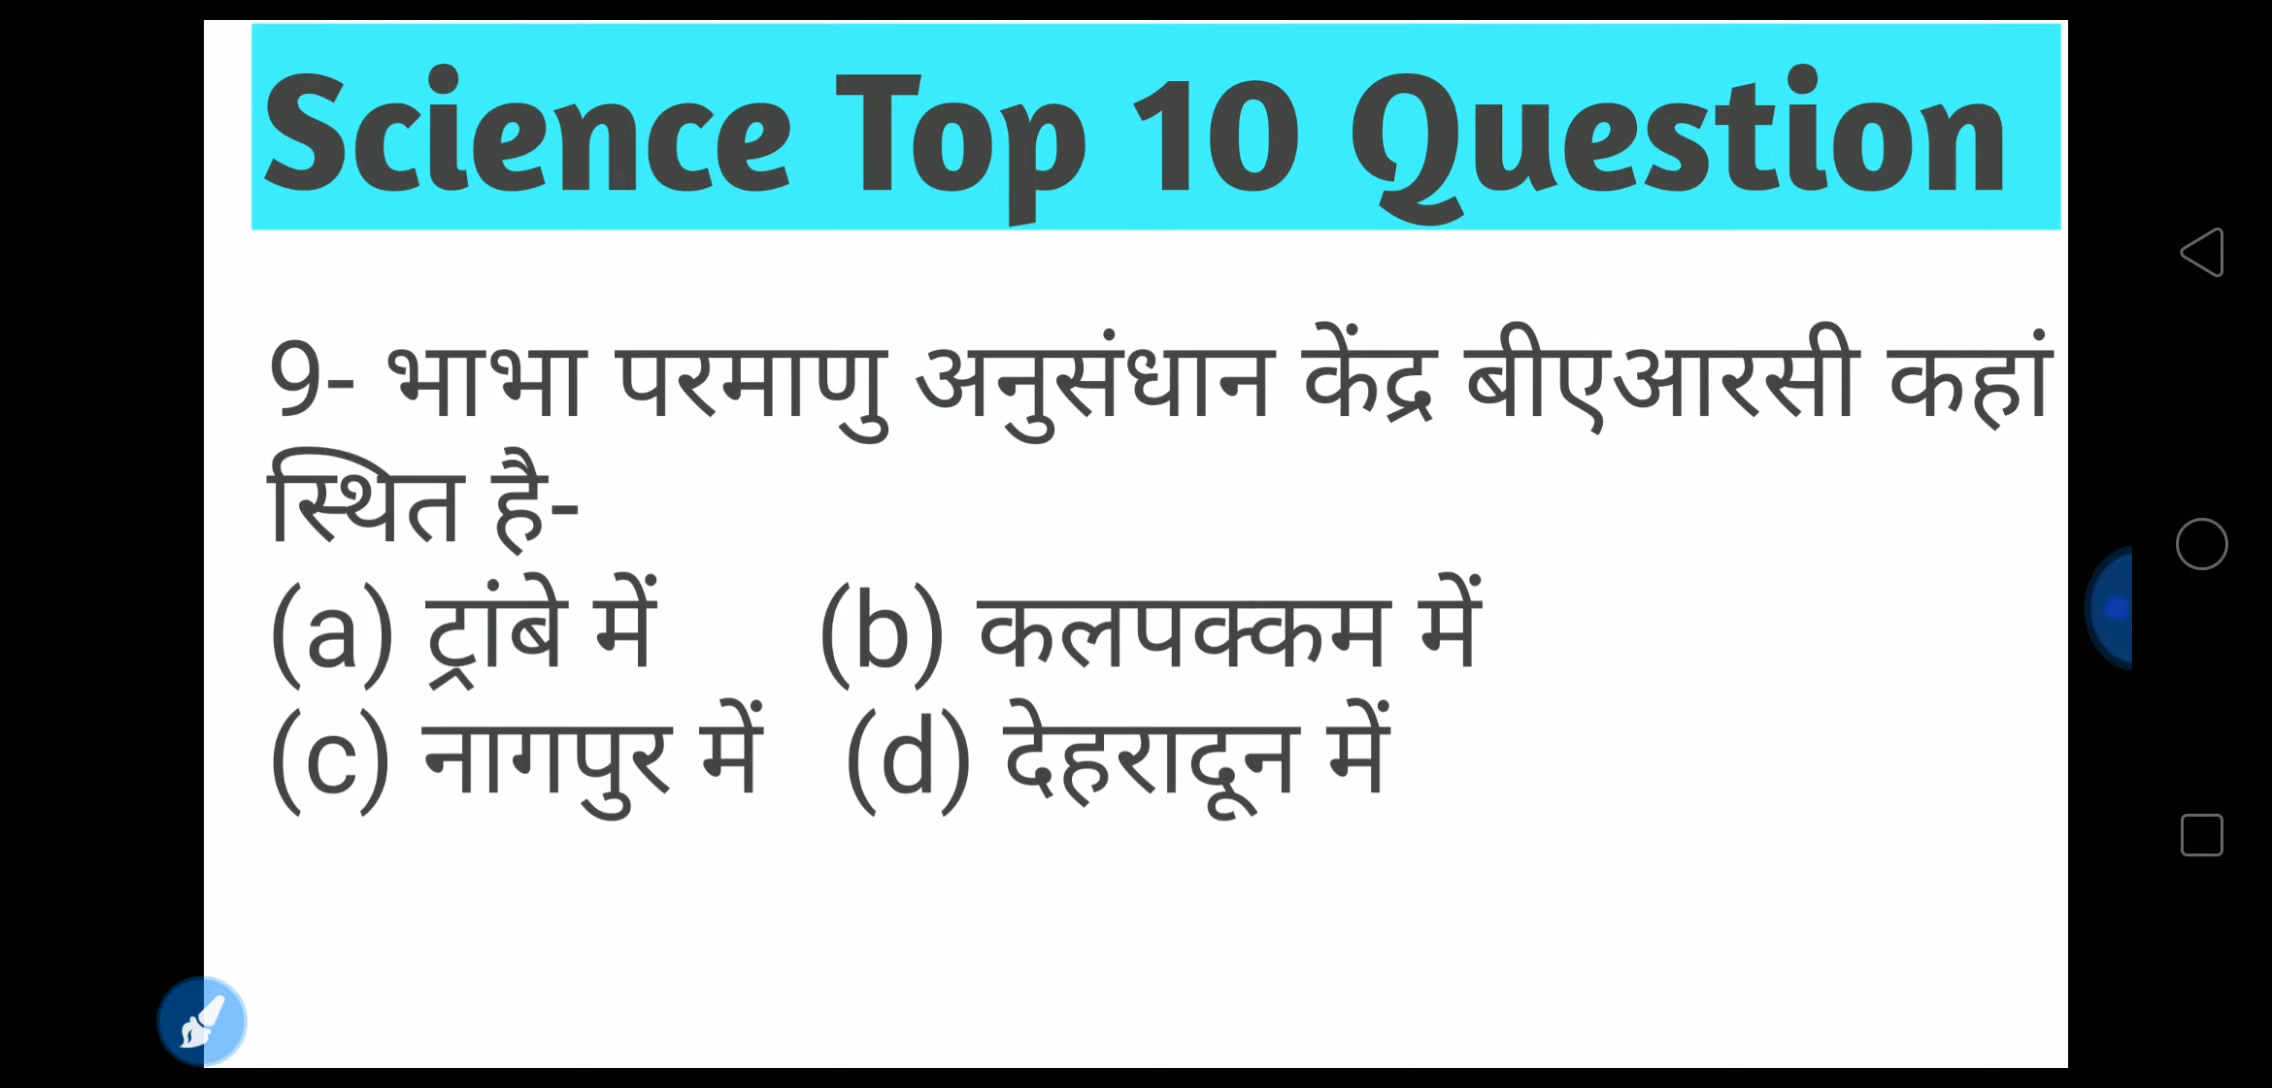 Science Top 10 Question
9- भाभा परमाणु अनुसंधान केंद्र बीएआरसी कहां
स्थित है-
(a) ट्रांबे में (b) कलपक्कम में
(c) नागपुर में (d) देहरादून में